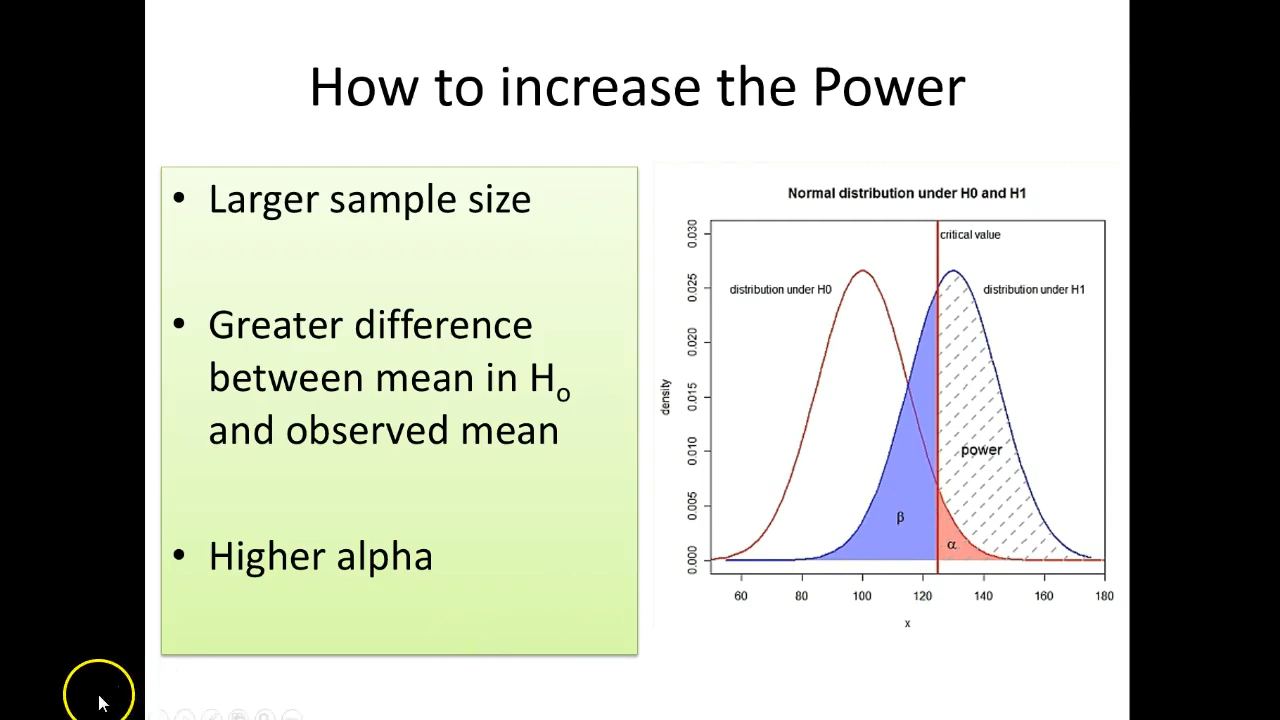 How to increase the Power
• Larger sample size
• Greater difference
between mean in Ho
and observed mean
• Higher alpha
Normal distribution under H0 and H1
critical value
distribution under H0
distribution under H1
density
0.030
0.025
0.020
0.015
0.010
0.005
0.000
power
β
α
60 80 100 120 140 160 180
x